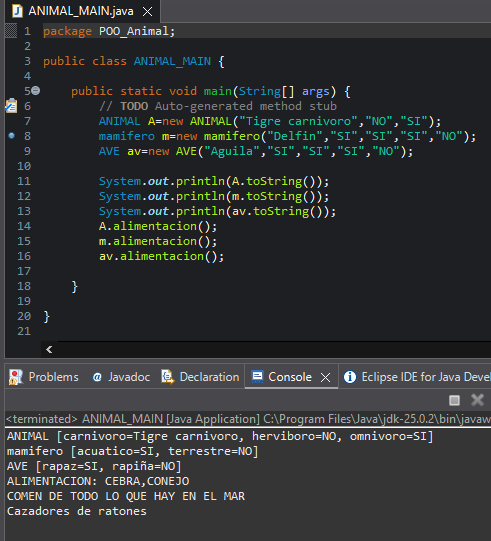 ANIMAL_MAIN.java
1 package POO_Animal;
2
3 public class ANIMAL_MAIN {
4
5 public static void main(String[] args) {
6 // TODO Auto-generated method stub
7 ANIMAL A=new ANIMAL("Tigre carnivoro","NO","SI");
8 mamifero m=new mamifero("Delfin","SI","SI","SI","NO");
9 AVE av=new AVE("Aguila","SI","SI","SI","NO");
10
11 System.out.println(A.toString());
12 System.out.println(m.toString());
13 System.out.println(av.toString());
14 A.alimentacion();
15 m.alimentacion();
16 av.alimentacion();
17
18 }
19
20 }
21
Problems Javadoc Declaration Console Eclipse IDE for Java Devel
<terminated> ANIMAL_MAIN [Java Application] C:\Program Files\Java\jdk-25.0.2\bin\javaw
ANIMAL [carnivoro=Tigre carnivoro, herviboro=NO, omnivoro=SI]
mamifero [acuatico=SI, terrestre=NO]
AVE [rapaz=SI, rapiña=NO]
ALIMENTACION: CEBRA,CONEJO
COMEN DE TODO LO QUE HAY EN EL MAR
Cazadores de ratones